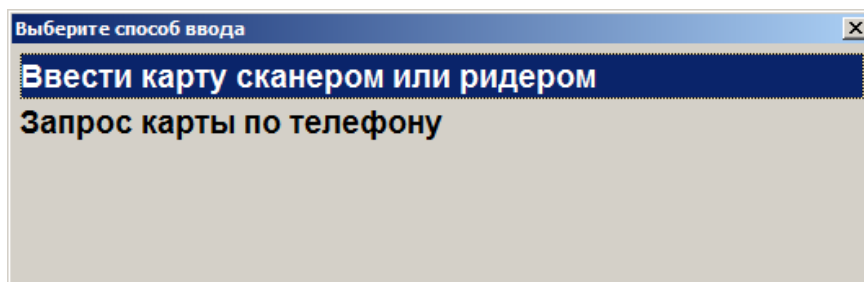 Выберите способ ввода
Ввести карту сканером или ридером
Запрос карты по телефону